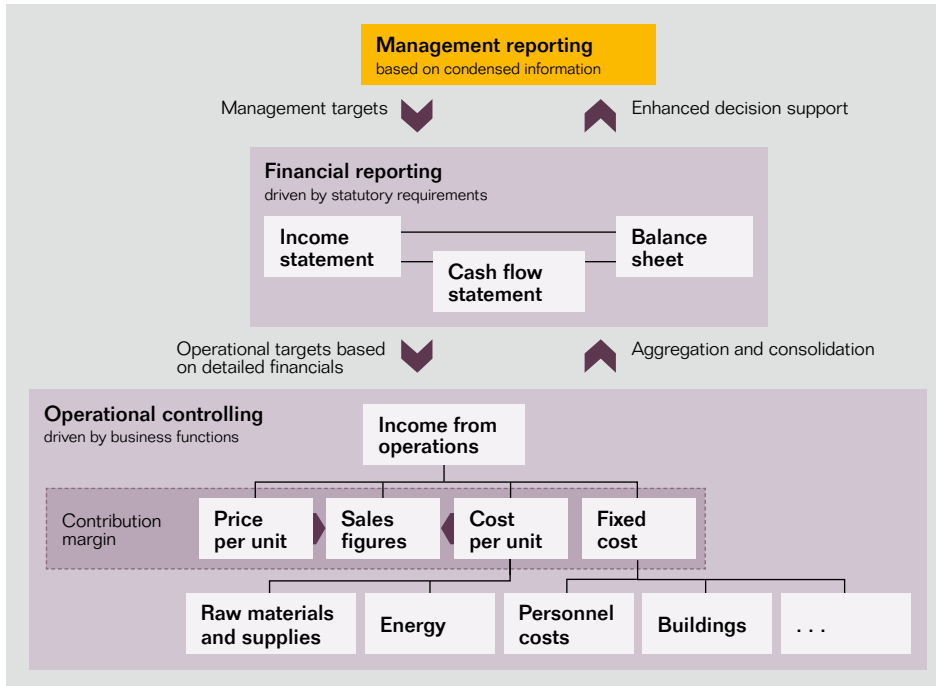 Management reporting
based on condensed information
Management targets
Enhanced decision support
Financial reporting
driven by statutory requirements
Income
statement
Balance
sheet
Cash flow
statement
Operational targets based
on detailed financials
Aggregation and consolidation
Operational controlling
driven by business functions
Income from
operations
Contribution
margin
Price
per unit
Sales
figures
Cost
per unit
Fixed
cost
Raw materials
and supplies
Energy
Personnel
costs
Buildings
. . .